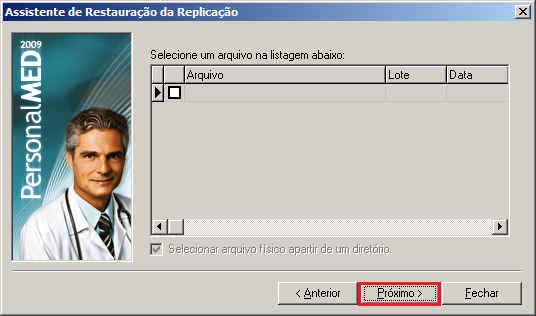 Assistente de Restauração da Replicação
PersonalMED 2009
Selecione um arquivo na listagem abaixo:
Arquivo Lote Data
Selecionar arquivo físico apartir de um diretório.
< Anterior Próximo > Fechar